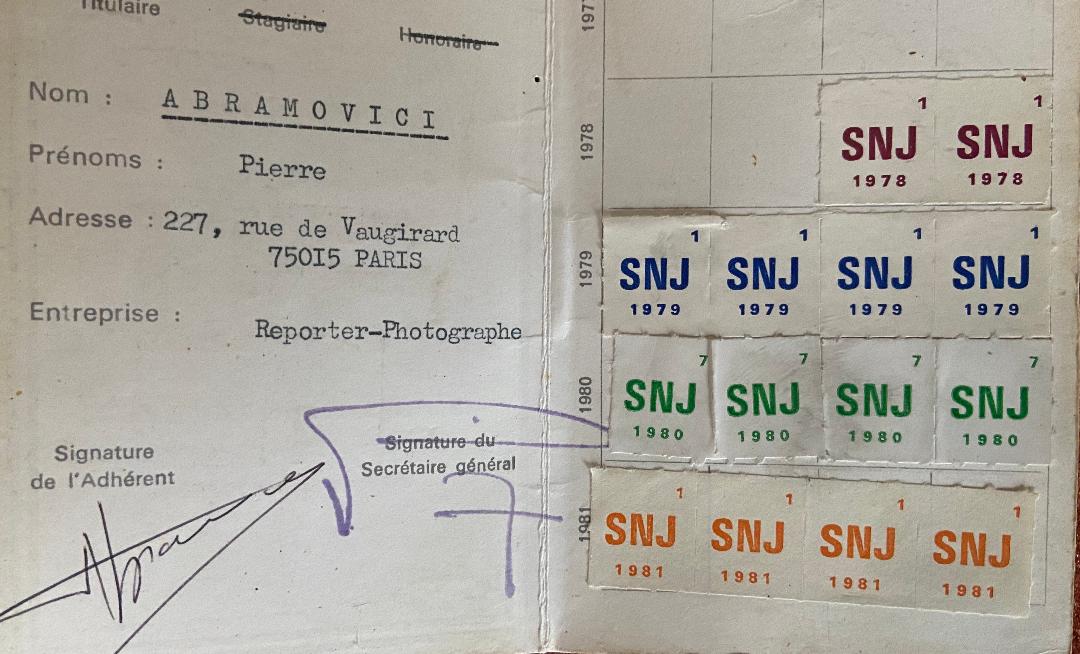 Titulaire Stagiaire Honoraire
Nom : ABRAMOVICI
Prénoms : Pierre
Adresse : 227, rue de Vaugirard
750I5 PARIS
Entreprise :
Reporter-Photographe
Signature
de l'Adhérent
Signature du
Secrétaire général
1977
1978
1 1
SNJ SNJ
1978 1978
1979
1 1 1 1
SNJ SNJ SNJ SNJ
1979 1979 1979 1979
1980
7 7 7 7
SNJ SNJ SNJ SNJ
1980 1980 1980 1980
1981
1 1 1 1
SNJ SNJ SNJ SNJ
1981 1981 1981 1981